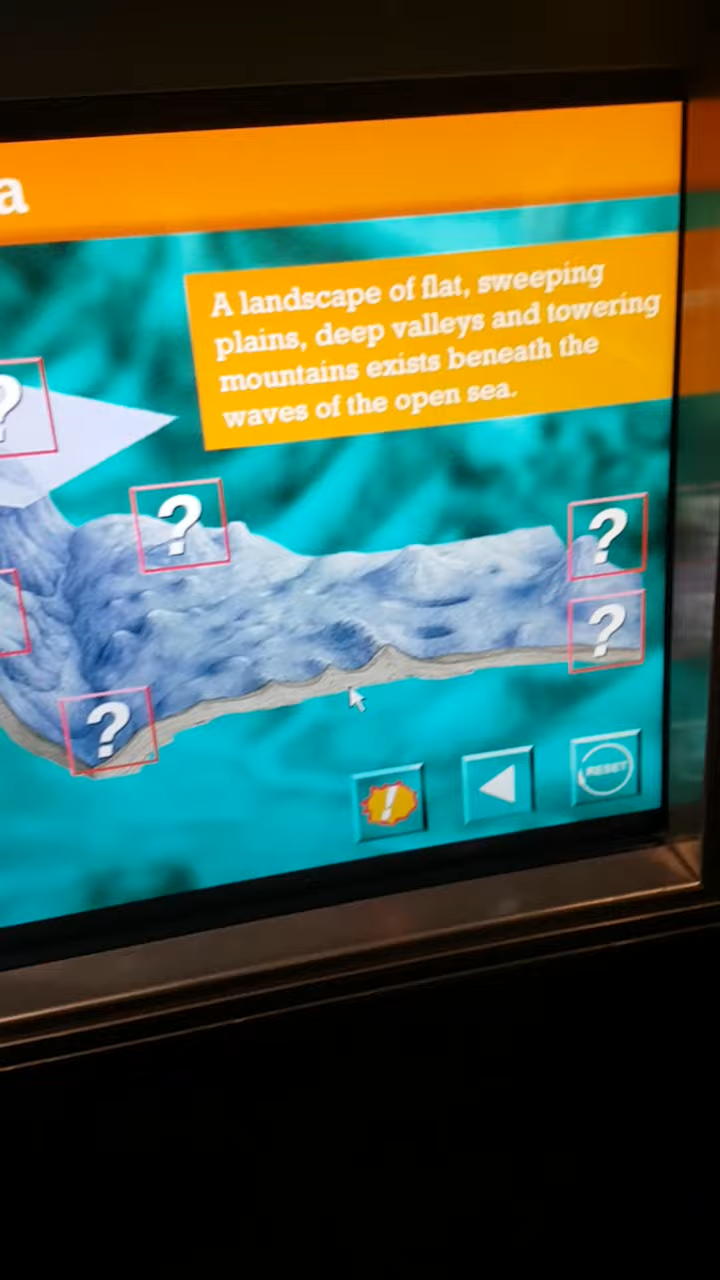 a
A landscape of flat, sweeping
plains, deep valleys and towering
mountains exists beneath the
waves of the open sea.
?
?
?
?
?
!
RESET